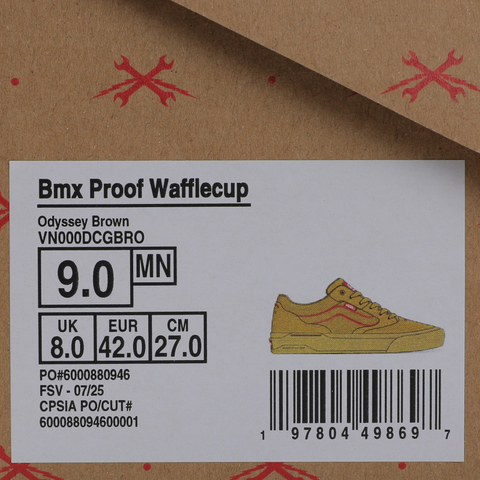 Bmx Proof Wafflecup
Odyssey Brown
VN000DCGBRO
9.0 MN
UK EUR CM
8.0 42.0 27.0
PO#6000880946
FSV - 07/25
CPSIA PO/CUT#
600088094600001
1 97804 49869 7